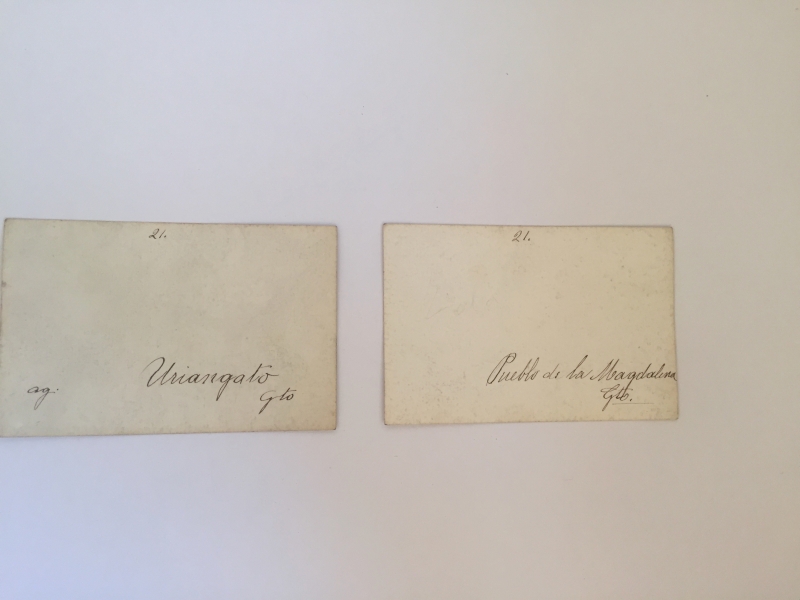 21.
Uriangato
ag.
Gto
21.
Pueblo de la Magdalena
Gto.